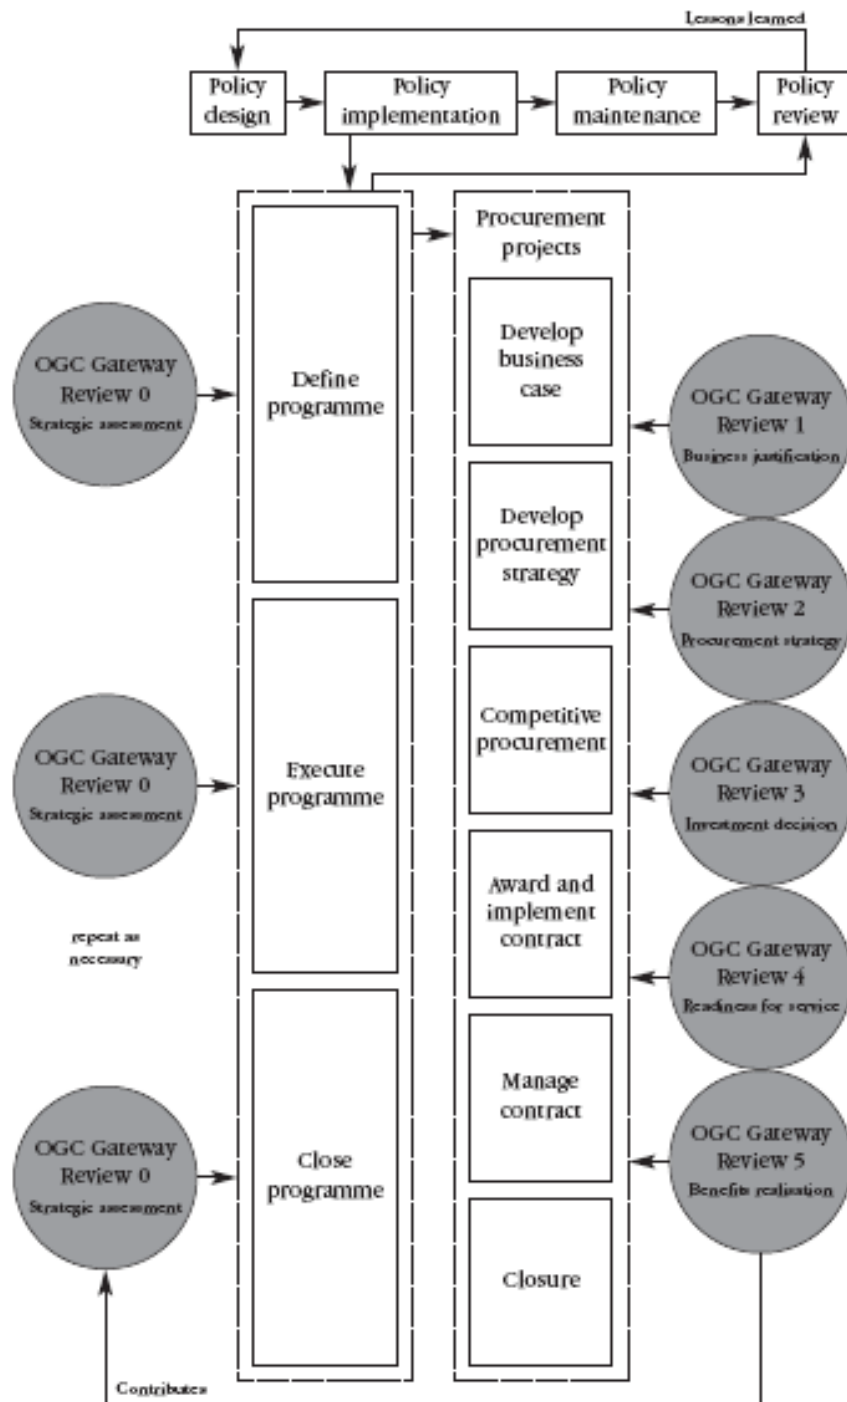 Lessons learned
Policy
design
Policy
implementation
Policy
maintenance
Policy
review
Procurement
projects
Define
programme
Execute
programme
Close
programme
Develop
business
case
Develop
procurement
strategy
Competitive
procurement
Award and
implement
contract
Manage
contract
Closure
OGC Gateway
Review 0
Strategic assessment
OGC Gateway
Review 0
Strategic assessment
repeat as
necessary
OGC Gateway
Review 0
Strategic assessment
Contributes
OGC Gateway
Review 1
Business justification
OGC Gateway
Review 2
Procurement strategy
OGC Gateway
Review 3
Investment decision
OGC Gateway
Review 4
Readiness for service
OGC Gateway
Review 5
Benefits realisation